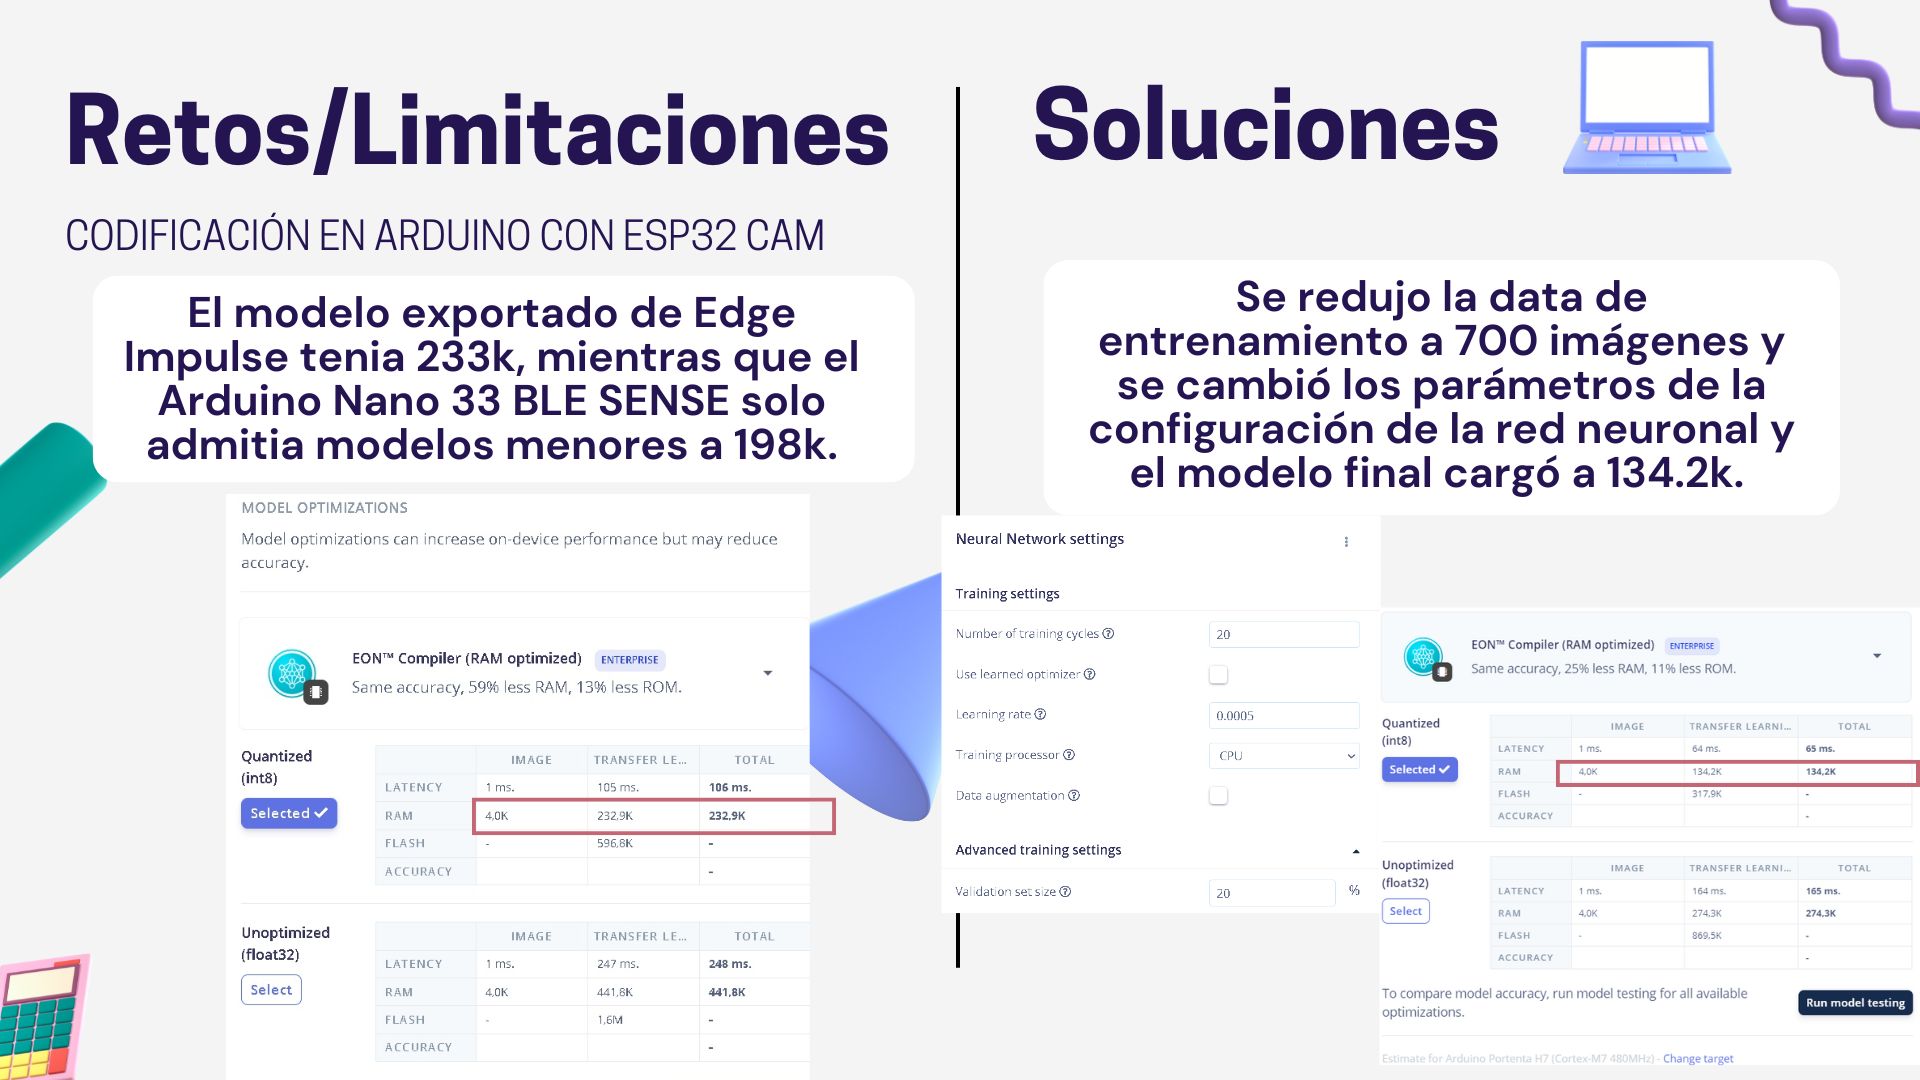 Retos/Limitaciones
CODIFICACIÓN EN ARDUINO CON ESP32 CAM
El modelo exportado de Edge
Impulse tenia 233k, mientras que el
Arduino Nano 33 BLE SENSE solo
admitia modelos menores a 198k.
MODEL OPTIMIZATIONS
Model optimizations can increase on-device performance but may reduce
accuracy.
EON™ Compiler (RAM optimized) ENTERPRISE
Same accuracy, 59% less RAM, 13% less ROM.
Quantized
(int8)
Selected ✓
IMAGE TRANSFER LE... TOTAL
LATENCY 1 ms. 105 ms. 106 ms.
RAM 4,0K 232,9K 232,9K
FLASH - 596,8K -
ACCURACY -
Unoptimized
(float32)
Select
IMAGE TRANSFER LE... TOTAL
LATENCY 1 ms. 247 ms. 248 ms.
RAM 4,0K 441,8K 441,8K
FLASH - 1,6M -
ACCURACY -
Soluciones
Se redujo la data de
entrenamiento a 700 imágenes y
se cambió los parámetros de la
configuración de la red neuronal y
el modelo final cargó a 134.2k.
Neural Network settings
Training settings
Number of training cycles ? 20
Use learned optimizer ?
Learning rate ? 0.0005
Training processor ? CPU
Data augmentation ?
Advanced training settings
Validation set size ? 20 %
EON™ Compiler (RAM optimized) ENTERPRISE
Same accuracy, 25% less RAM, 11% less ROM.
Quantized
(int8)
Selected ✓
IMAGE TRANSFER LEARNI... TOTAL
LATENCY 1 ms. 64 ms. 65 ms.
RAM 4,0K 134,2K 134,2K
FLASH - 317,9K -
ACCURACY -
Unoptimized
(float32)
Select
IMAGE TRANSFER LEARNI... TOTAL
LATENCY 1 ms. 164 ms. 165 ms.
RAM 4,0K 274,3K 274,3K
FLASH - 869,5K -
ACCURACY -
To compare model accuracy, run model testing for all available
optimizations.
Run model testing
Estimate for Arduino Portenta H7 (Cortex-M7 480MHz) - Change target